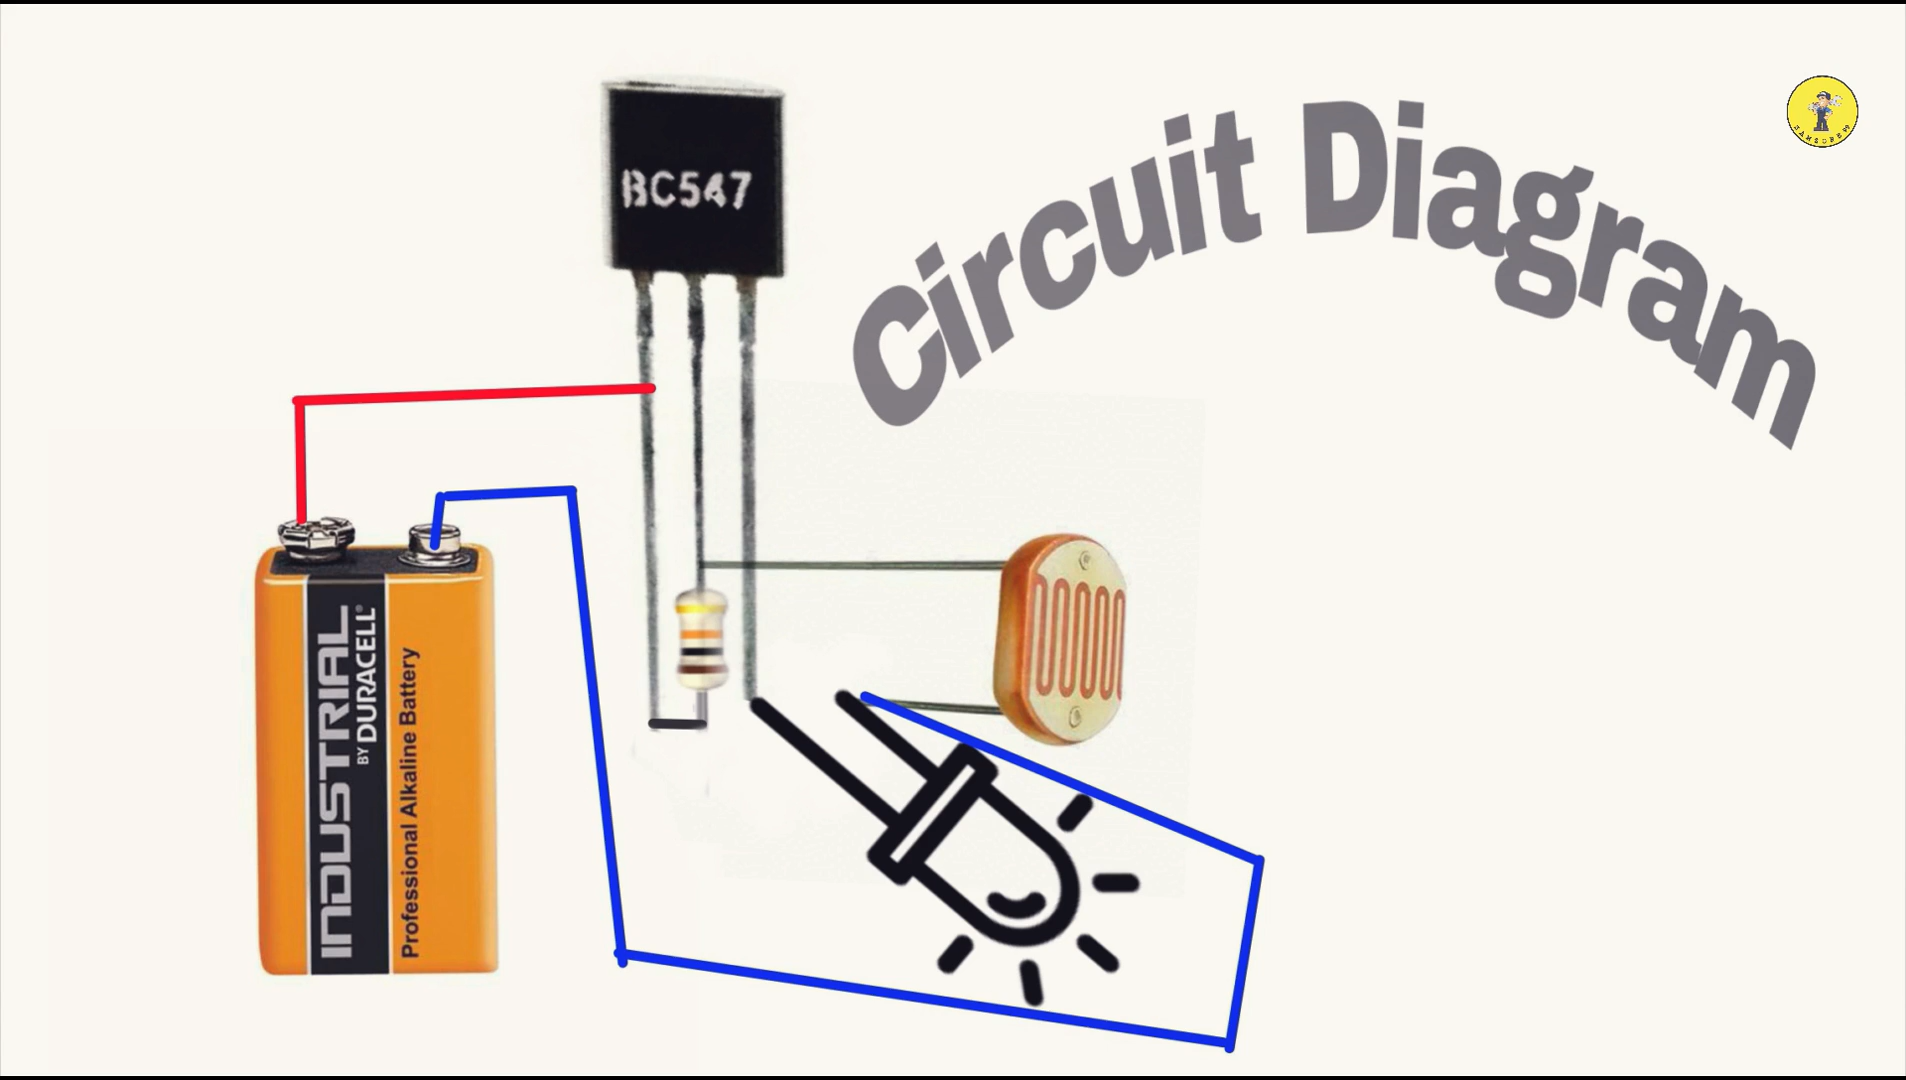 Circuit Diagram
BC547
INDUSTRIAL
BY DURACELL®
Professional Alkaline Battery